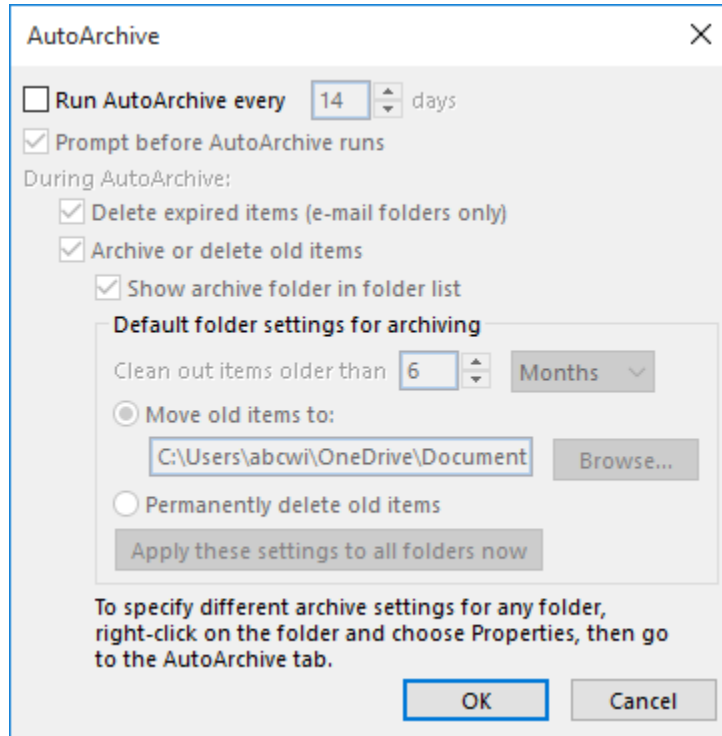 AutoArchive
Run AutoArchive every 14 days
Prompt before AutoArchive runs
During AutoArchive:
Delete expired items (e-mail folders only)
Archive or delete old items
Show archive folder in folder list
Default folder settings for archiving
Clean out items older than 6 Months
Move old items to:
C:\Users\abcwi\OneDrive\Document Browse...
Permanently delete old items
Apply these settings to all folders now
To specify different archive settings for any folder,
right-click on the folder and choose Properties, then go
to the AutoArchive tab.
OK Cancel